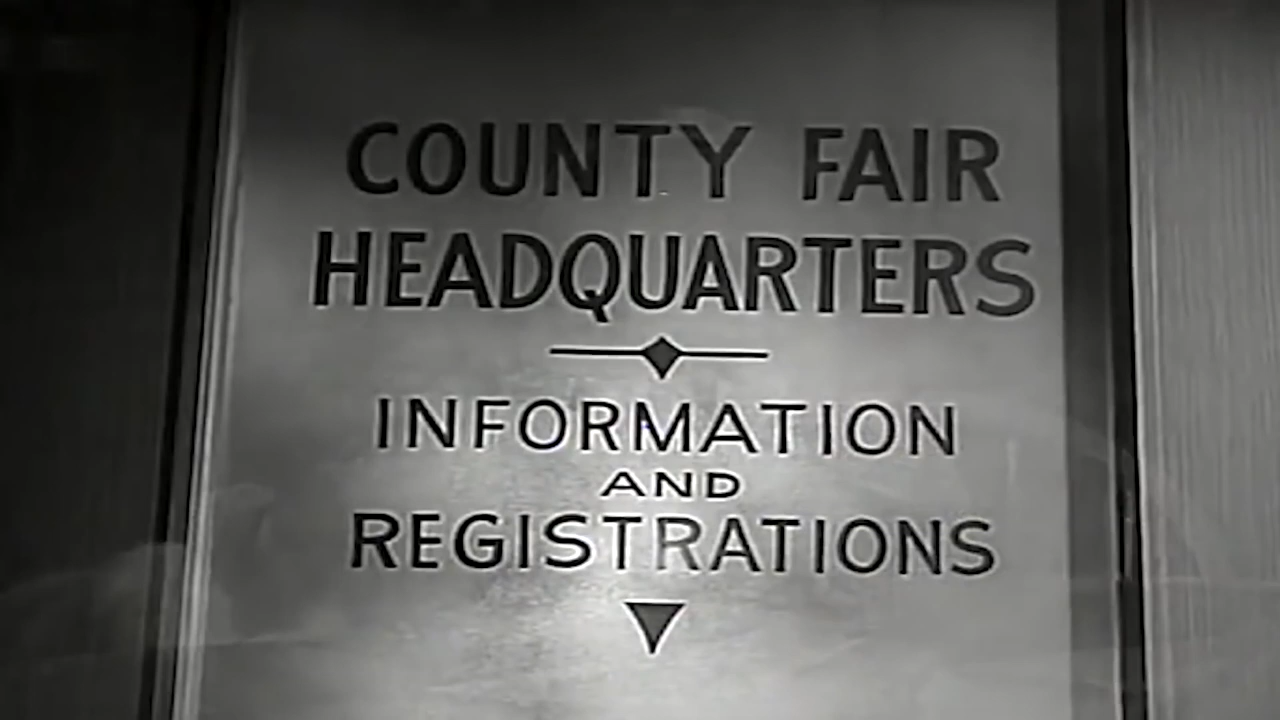 COUNTY FAIR
HEADQUARTERS
INFORMATION
AND
REGISTRATIONS